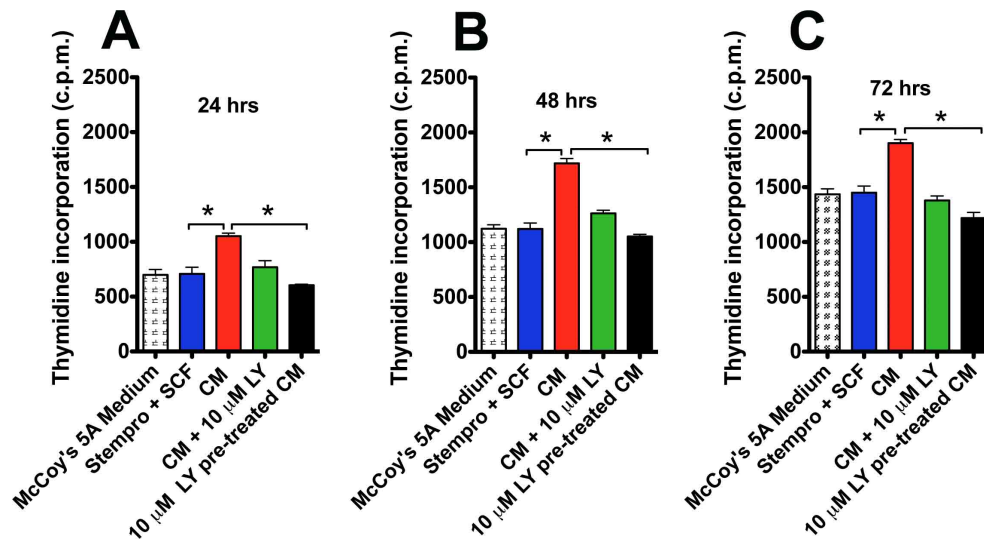 A
Thymidine incorporation (c.p.m.)
2500
2000
1500
1000
500
0
24 hrs
*
*
McCoy's 5A Medium
Stempro + SCF
CM
CM + 10 μM LY
10 μM LY pre-treated CM
B
Thymidine incorporation (c.p.m.)
2500
2000
1500
1000
500
0
48 hrs
*
*
McCoy's 5A Medium
Stempro + SCF
CM
CM + 10 μM LY
10 μM LY pre-treated CM
C
Thymidine incorporation (c.p.m.)
2500
2000
1500
1000
500
0
72 hrs
*
*
McCoy's 5A Medium
Stempro + SCF
CM
CM + 10 μM LY
10 μM LY pre-treated CM